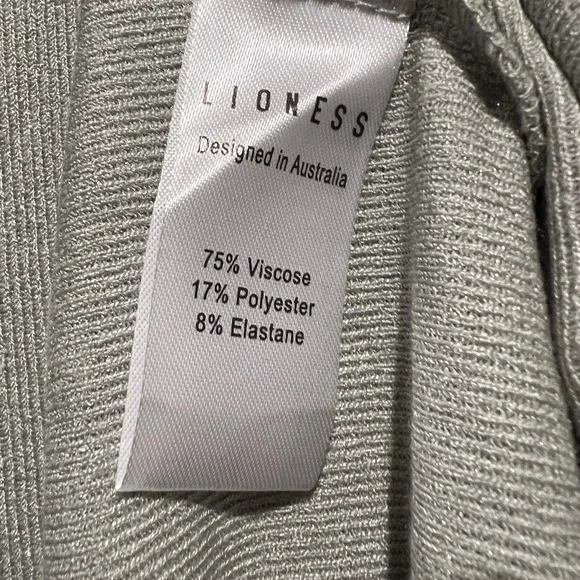 LIONESS
Designed in Australia
75% Viscose
17% Polyester
8% Elastane